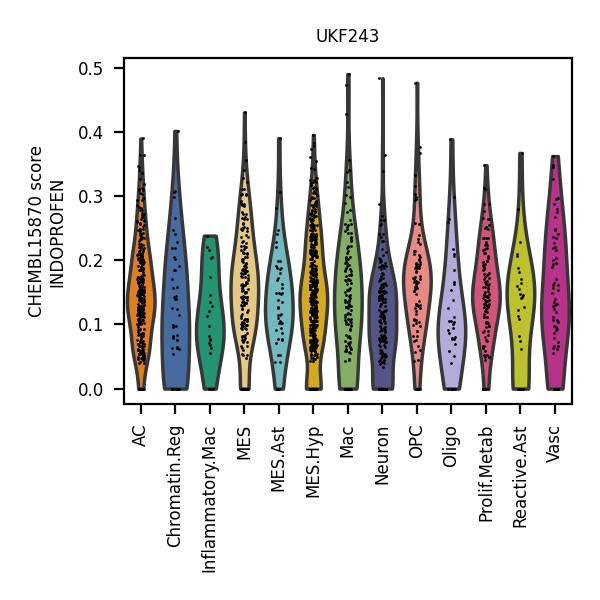 UKF243
CHEMBL15870 score
INDOPROFEN
0.5
0.4
0.3
0.2
0.1
0.0
AC
Chromatin.Reg
Inflammatory.Mac
MES
MES.Ast
MES.Hyp
Mac
Neuron
OPC
Oligo
Prolif.Metab
Reactive.Ast
Vasc